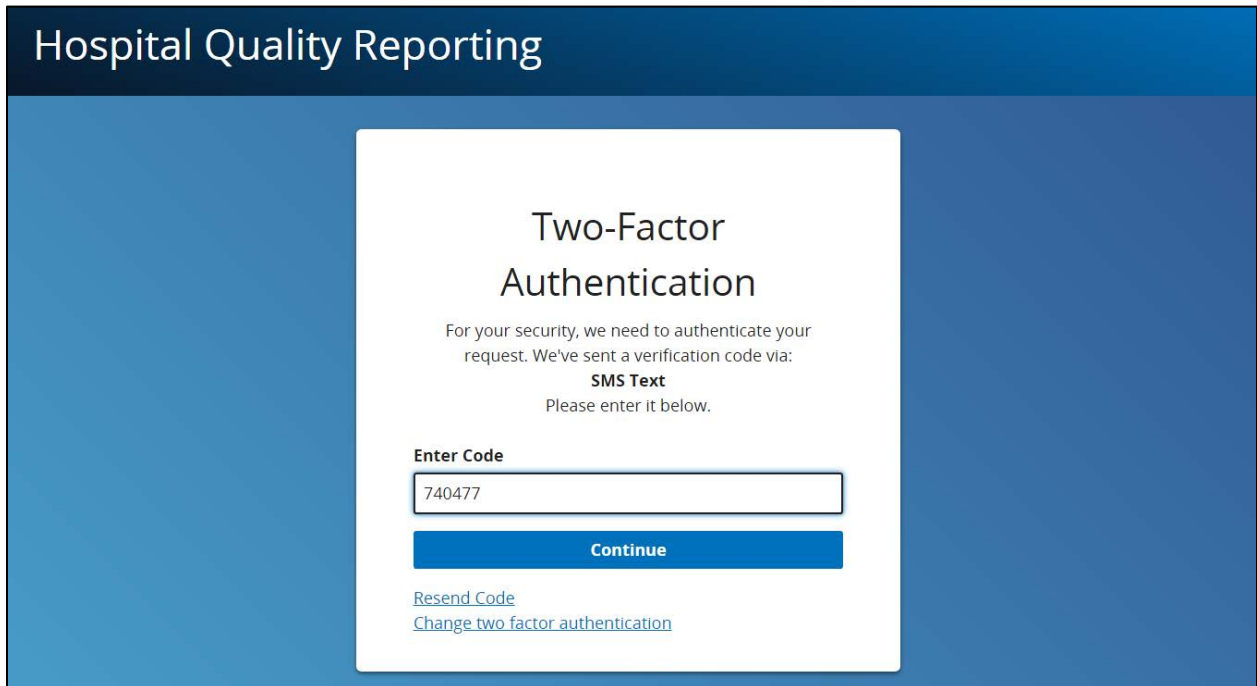 Hospital Quality Reporting
Two-Factor
Authentication
For your security, we need to authenticate your
request. We've sent a verification code via:
SMS Text
Please enter it below.
Enter Code
740477
Continue
Resend Code
Change two factor authentication